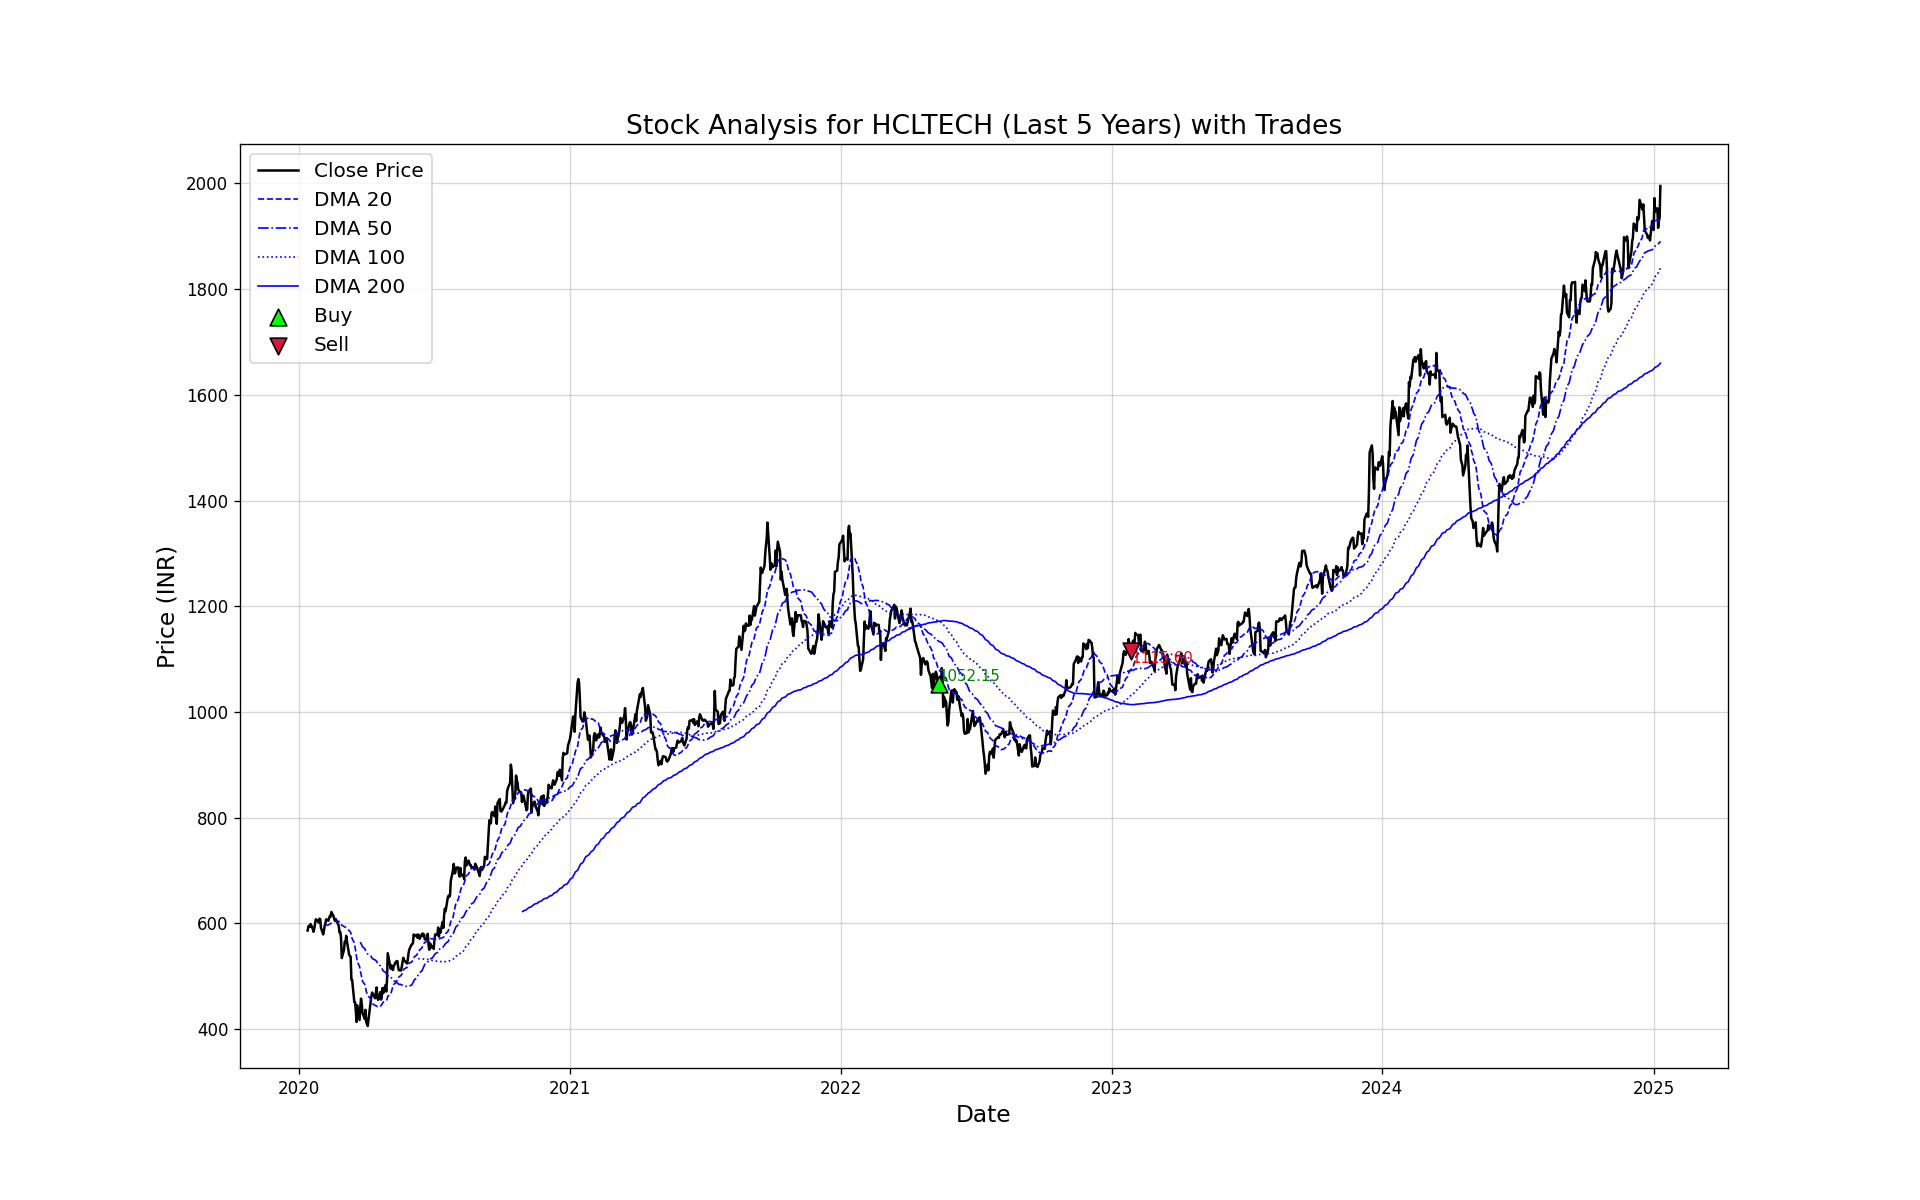 Stock Analysis for HCLTECH (Last 5 Years) with Trades
Close Price
DMA 20
DMA 50
DMA 100
DMA 200
Buy
Sell
Price (INR)
2000
1800
1600
1400
1200
1000
800
600
400
1052.15
2020
2021
2022
2023
2024
2025
Date